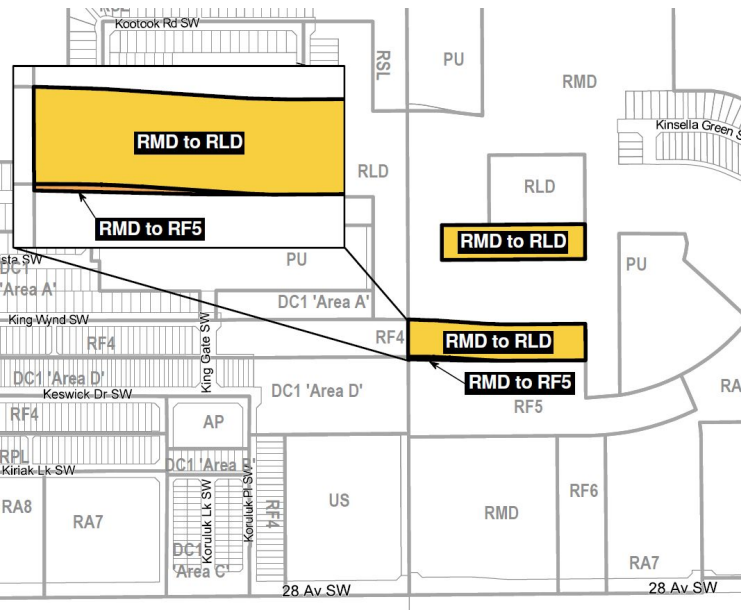 Kootook Rd SW
RSL
PU
RMD
Kinsella Green S
RMD to RLD
RLD
RLD
RMD to RF5
RMD to RLD
PU
PU
sta SW
DC1
'Area A'
DC1 'Area A'
King Wynd SW
King Gate SW
RF4
RF4
RMD to RLD
DC1 'Area D'
Keswick Dr SW
DC1 'Area D'
RMD to RF5
RA
RF4
AP
RF5
RPL
Kiriak Lk SW
DC1 'Area B'
RA8
RA7
Koruluk Lk SW
Koruluk Pl SW
RF4
US
RMD
RF6
DC1
'Area C'
RA7
28 Av SW
28 Av SW